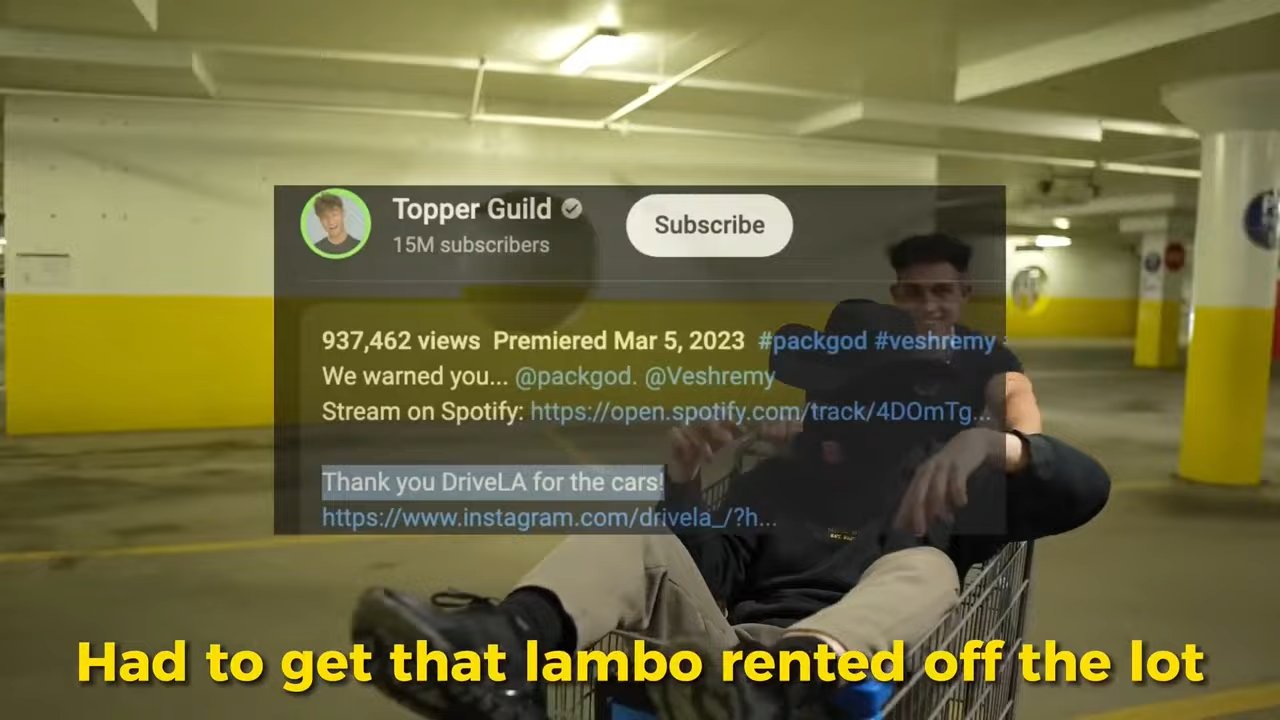 Topper Guild
Subscribe
15M subscribers
937,462 views Premiered Mar 5, 2023 #packgod #veshremy
We warned you... @packgod. @Veshremy
Stream on Spotify: https://open.spotify.com/track/4DOmTg...
Thank you DriveLA for the cars!
https://www.instagram.com/drivela_/?h...
Had to get that lambo rented off the lot